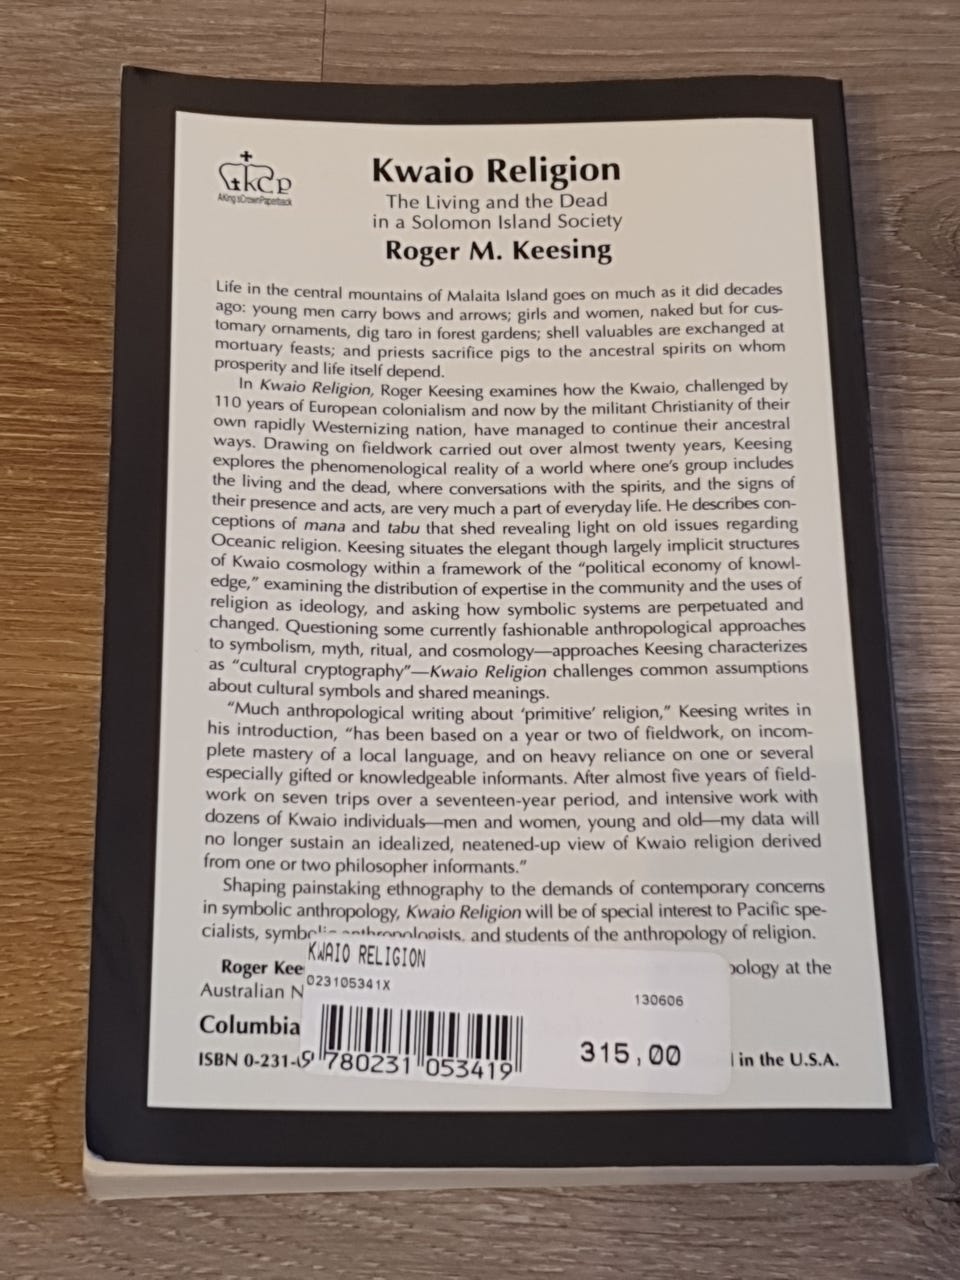 kcp
A King's Crown Paperback
Kwaio Religion
The Living and the Dead
in a Solomon Island Society
Roger M. Keesing
Life in the central mountains of Malaita Island goes on much as it did decades
ago: young men carry bows and arrows; girls and women, naked but for cus-
tomary ornaments, dig taro in forest gardens; shell valuables are exchanged at
mortuary feasts; and priests sacrifice pigs to the ancestral spirits on whom
prosperity and life itself depend.
In Kwaio Religion, Roger Keesing examines how the Kwaio, challenged by
110 years of European colonialism and now by the militant Christianity of their
own rapidly Westernizing nation, have managed to continue their ancestral
ways. Drawing on fieldwork carried out over almost twenty years, Keesing
explores the phenomenological reality of a world where one's group includes
the living and the dead, where conversations with the spirits, and the signs of
their presence and acts, are very much a part of everyday life. He describes con-
ceptions of mana and tabu that shed revealing light on old issues regarding
Oceanic religion. Keesing situates the elegant though largely implicit structures
of Kwaio cosmology within a framework of the "political economy of knowl-
edge," examining the distribution of expertise in the community and the uses of
religion as ideology, and asking how symbolic systems are perpetuated and
changed. Questioning some currently fashionable anthropological approaches
to symbolism, myth, ritual, and cosmology—approaches Keesing characterizes
as "cultural cryptography"—Kwaio Religion challenges common assumptions
about cultural symbols and shared meanings.
"Much anthropological writing about 'primitive' religion," Keesing writes in
his introduction, "has been based on a year or two of fieldwork, on incom-
plete mastery of a local language, and on heavy reliance on one or several
especially gifted or knowledgeable informants. After almost five years of field-
work on seven trips over a seventeen-year period, and intensive work with
dozens of Kwaio individuals—men and women, young and old—my data will
no longer sustain an idealized, neatened-up view of Kwaio religion derived
from one or two philosopher informants."
Shaping painstaking ethnography to the demands of contemporary concerns
in symbolic anthropology, Kwaio Religion will be of special interest to Pacific spe-
cialists, symbolic anthropologists, and students of the anthropology of religion.
Roger Kee ology at the
Australian N
Columbia
ISBN 0-231- in the U.S.A.
KWAIO RELIGION
023105341X
130606
315,00
9 780231 053419